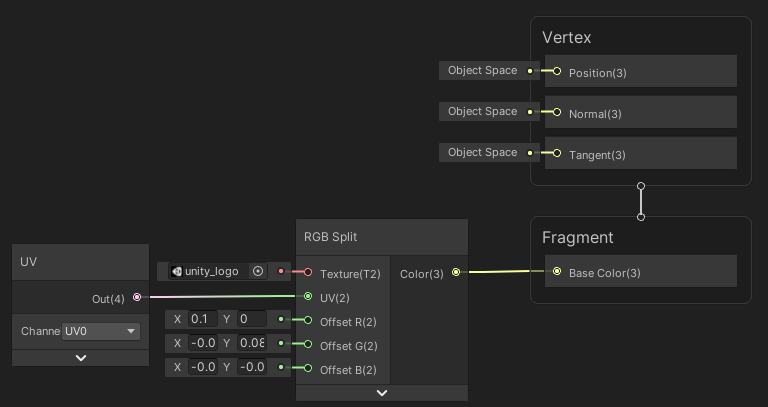 Vertex
Object Space Position(3)
Object Space Normal(3)
Object Space Tangent(3)
Fragment
Base Color(3)
RGB Split
unity_logo Texture(T2) Color(3)
UV(2)
X 0.1 Y 0 Offset R(2)
X -0.0 Y 0.08 Offset G(2)
X -0.0 Y -0.0 Offset B(2)
UV
Out(4)
Channe UV0